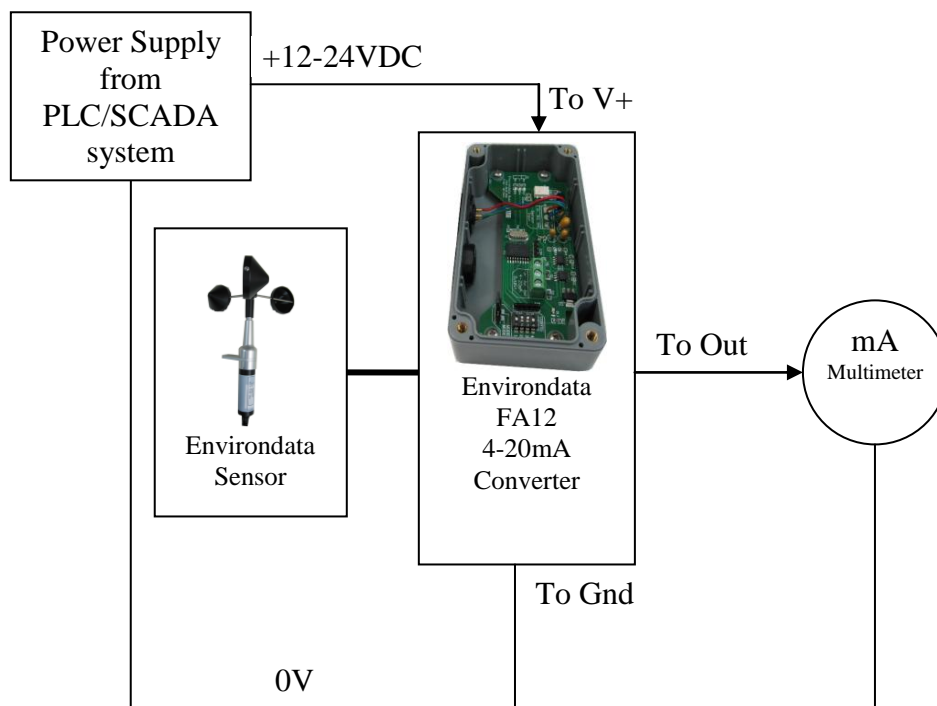 Power Supply
from
PLC/SCADA
system
+12-24VDC
To V+
Environdata
Sensor
Environdata
FA12
4-20mA
Converter
To Out
mA
Multimeter
To Gnd
0V